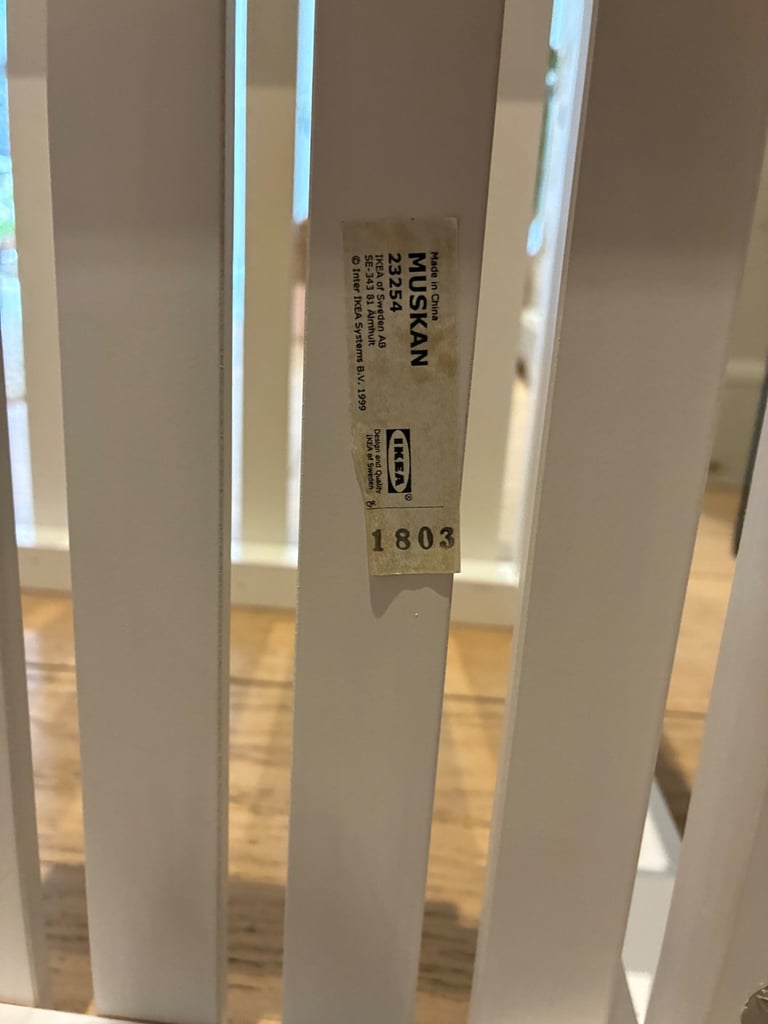 Made in China
MUSKAN
23254
IKEA of Sweden AB
SE-343 81 Älmhult
© Inter IKEA Systems B.V. 1999
IKEA®
Design and Quality
IKEA of Sweden
1803